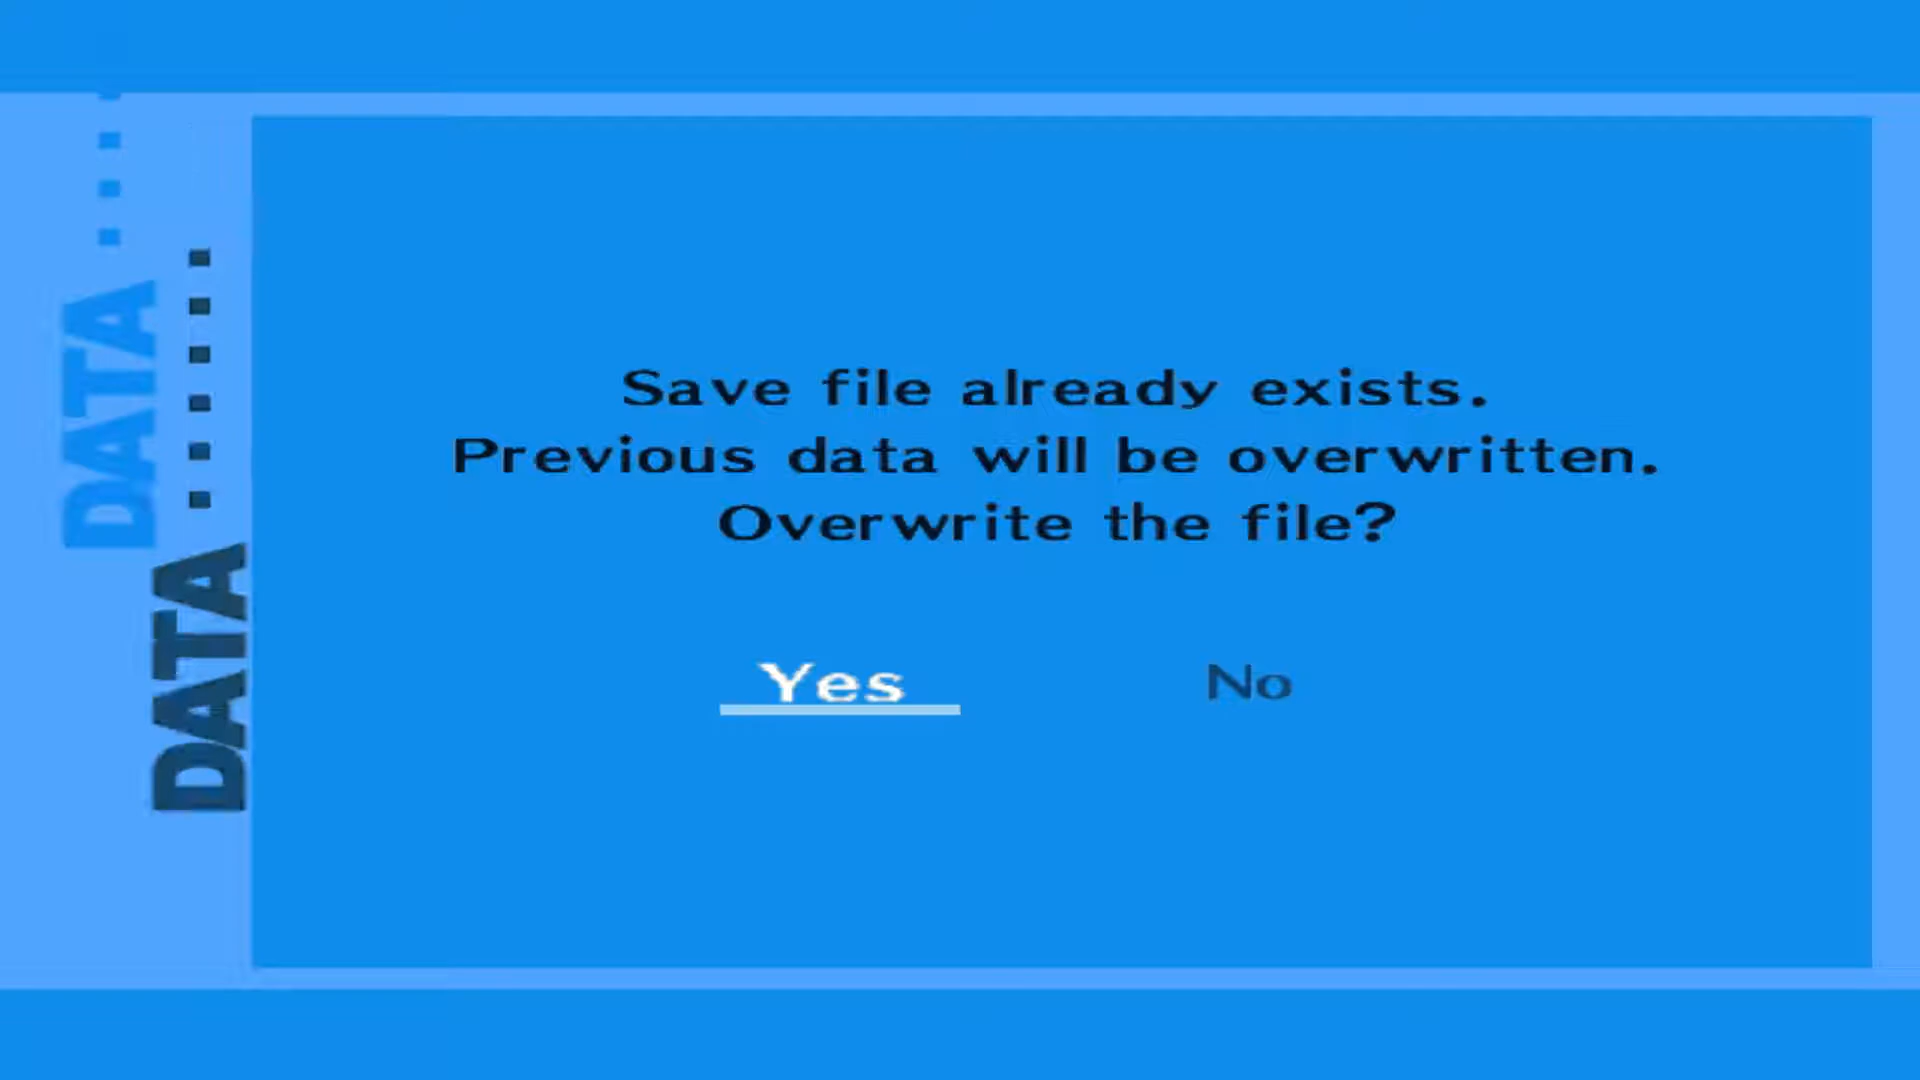 DATA ......
DATA ....
Save file already exists.
Previous data will be overwritten.
Overwrite the file?
Yes No